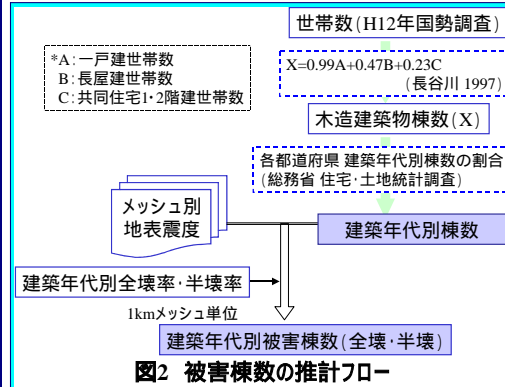 世帯数(H12年国勢調査)
*A:一戸建世帯数
B:長屋建世帯数
C:共同住宅1・2階建世帯数
X=0.99A+0.47B+0.23C
(長谷川 1997)
木造建築物棟数(X)
各都道府県 建築年代別棟数の割合
(総務省 住宅・土地統計調査)
メッシュ別
地表震度
建築年代別棟数
建築年代別全壊率・半壊率
1kmメッシュ単位
建築年代別被害棟数(全壊・半壊)
図2 被害棟数の推計フロー